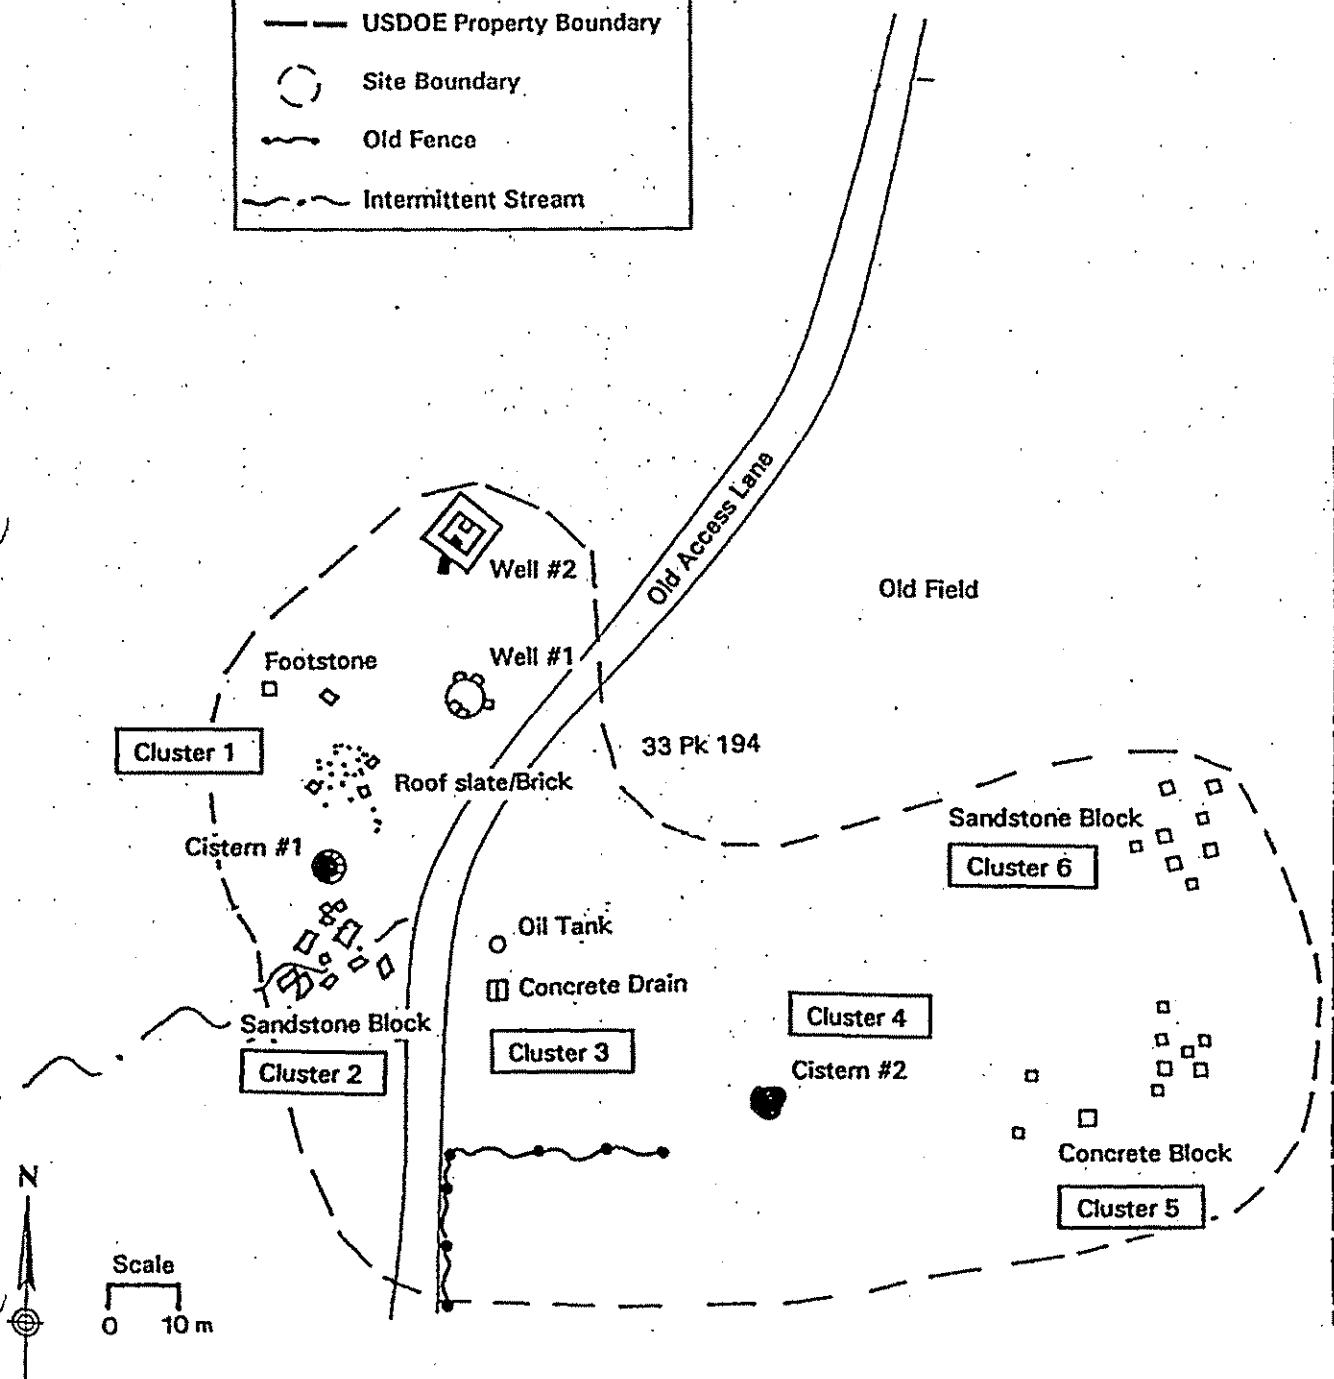 USDOE Property Boundary
Site Boundary
Old Fence
Intermittent Stream
Old Access Lane
Well #2
Old Field
Footstone
Well #1
Cluster 1
33 Pk 194
Roof slate/Brick
Sandstone Block
Cistern #1
Cluster 6
Oil Tank
Concrete Drain
Sandstone Block
Cluster 4
Cluster 3
Cluster 2
Cistern #2
Concrete Block
N
Cluster 5
Scale
0 10 m